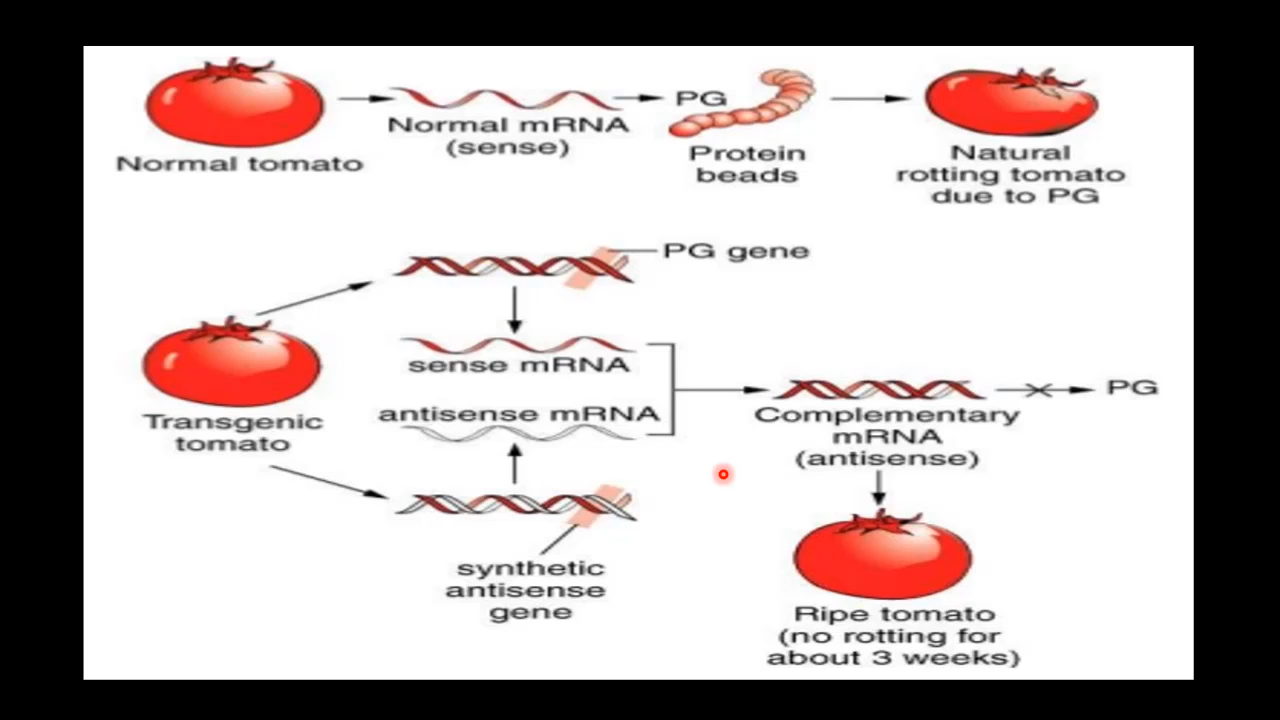 PG
Normal mRNA
(sense)
Normal tomato
Protein
beads
Natural
rotting tomato
due to PG
PG gene
sense mRNA
antisense mRNA
Transgenic
tomato
PG
Complementary
mRNA
(antisense)
synthetic
antisense
gene
Ripe tomato
(no rotting for
about 3 weeks)